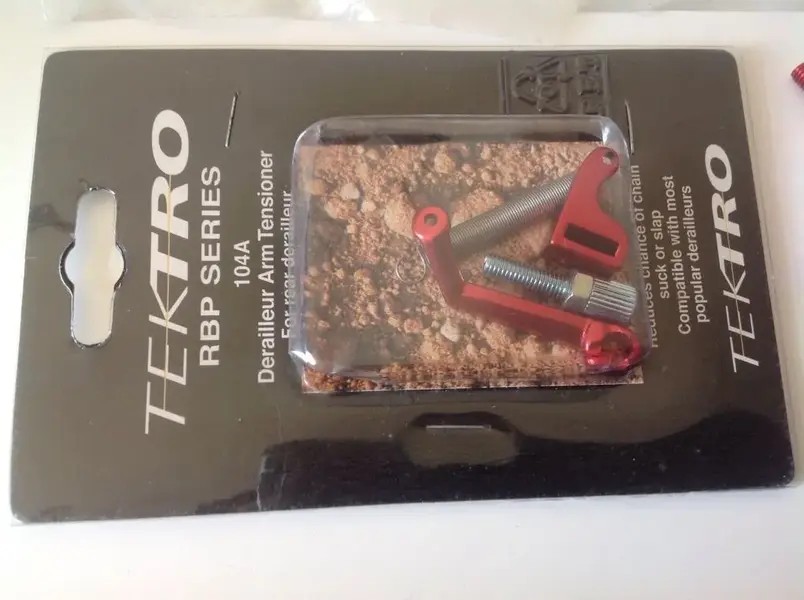 TEKTRO
RBP SERIES
104A
Derailleur Arm Tensioner
For rear derailleur
Reduces chance of chain
suck or slap
Compatible with most
popular derailleurs
TEKTRO